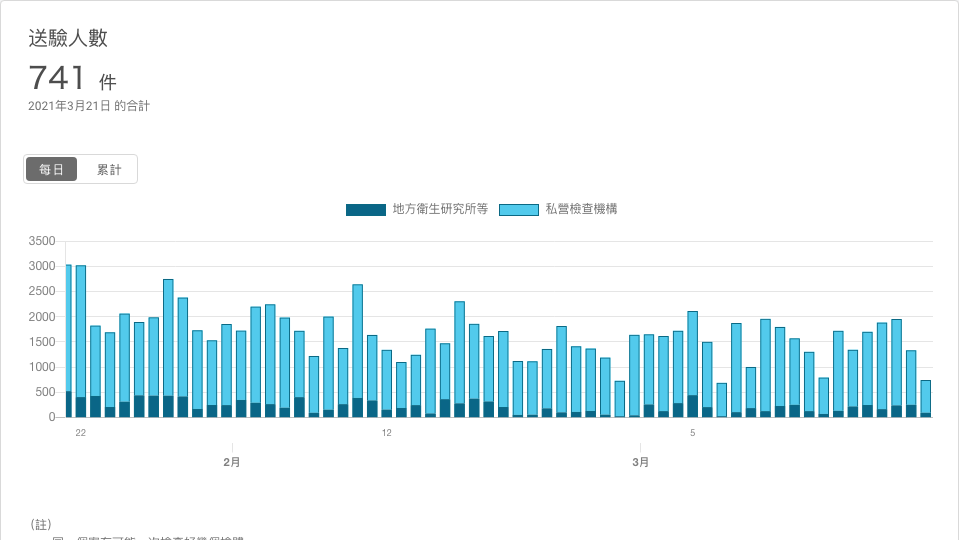 送驗人數
741 件
2021年3月21日 的合計
每日 累計
地方衛生研究所等 私營檢查機構
3500
3000
2500
2000
1500
1000
500
0
22 12 5
2月 3月
(註)